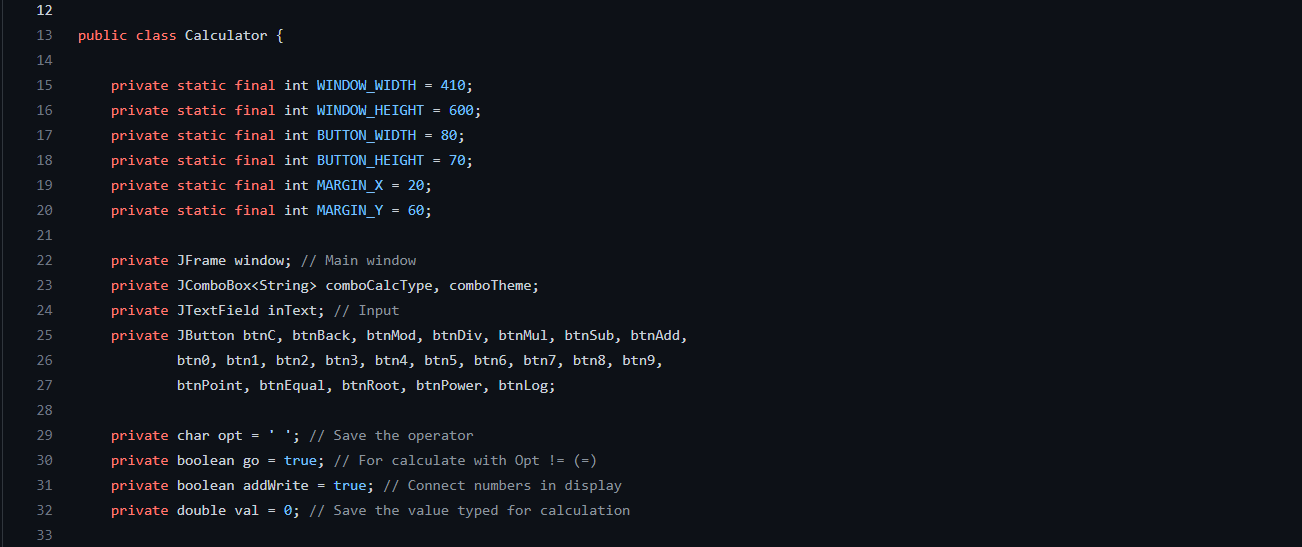 12
13 public class Calculator {
14
15     private static final int WINDOW_WIDTH = 410;
16     private static final int WINDOW_HEIGHT = 600;
17     private static final int BUTTON_WIDTH = 80;
18     private static final int BUTTON_HEIGHT = 70;
19     private static final int MARGIN_X = 20;
20     private static final int MARGIN_Y = 60;
21
22     private JFrame window; // Main window
23     private JComboBox<String> comboCalcType, comboTheme;
24     private JTextField inText; // Input
25     private JButton btnC, btnBack, btnMod, btnDiv, btnMul, btnSub, btnAdd,
26             btn0, btn1, btn2, btn3, btn4, btn5, btn6, btn7, btn8, btn9,
27             btnPoint, btnEqual, btnRoot, btnPower, btnLog;
28
29     private char opt = ' '; // Save the operator
30     private boolean go = true; // For calculate with Opt != (=)
31     private boolean addWrite = true; // Connect numbers in display
32     private double val = 0; // Save the value typed for calculation
33